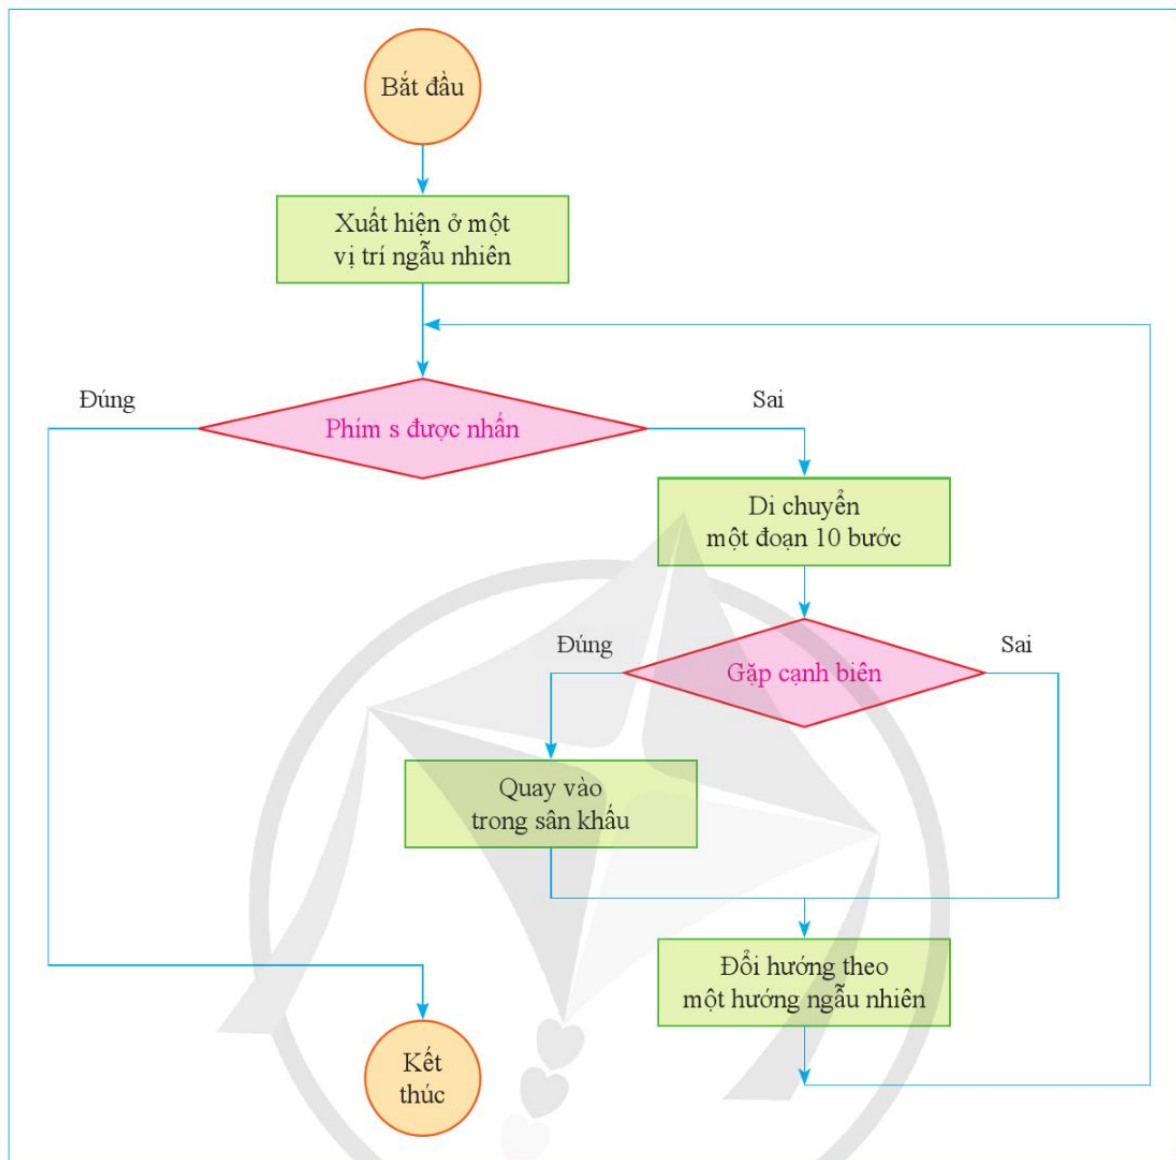 Bắt đầu
Xuất hiện ở một
vị trí ngẫu nhiên
Đúng
Sai
Phím s được nhấn
Di chuyển
một đoạn 10 bước
Đúng
Sai
Gặp cạnh biên
Quay vào
trong sân khấu
Đổi hướng theo
một hướng ngẫu nhiên
Kết
thúc